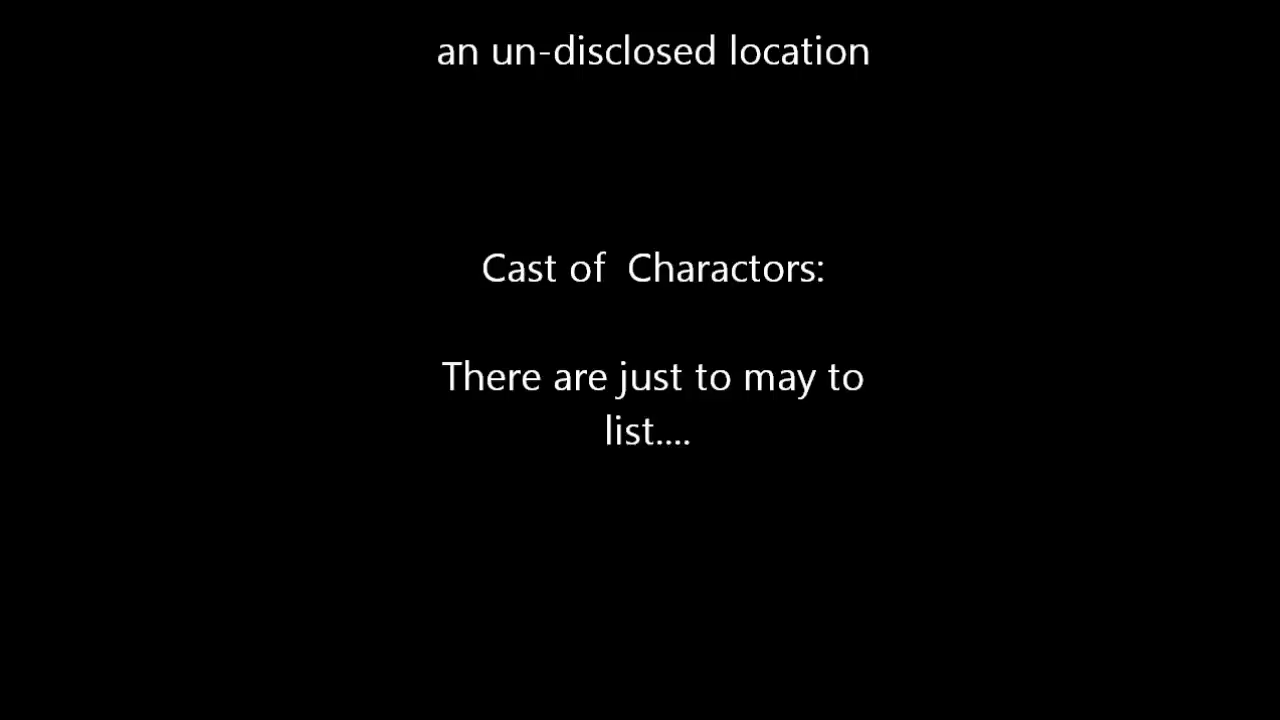 an un-disclosed location
Cast of  Charactors:
There are just to may to
list....